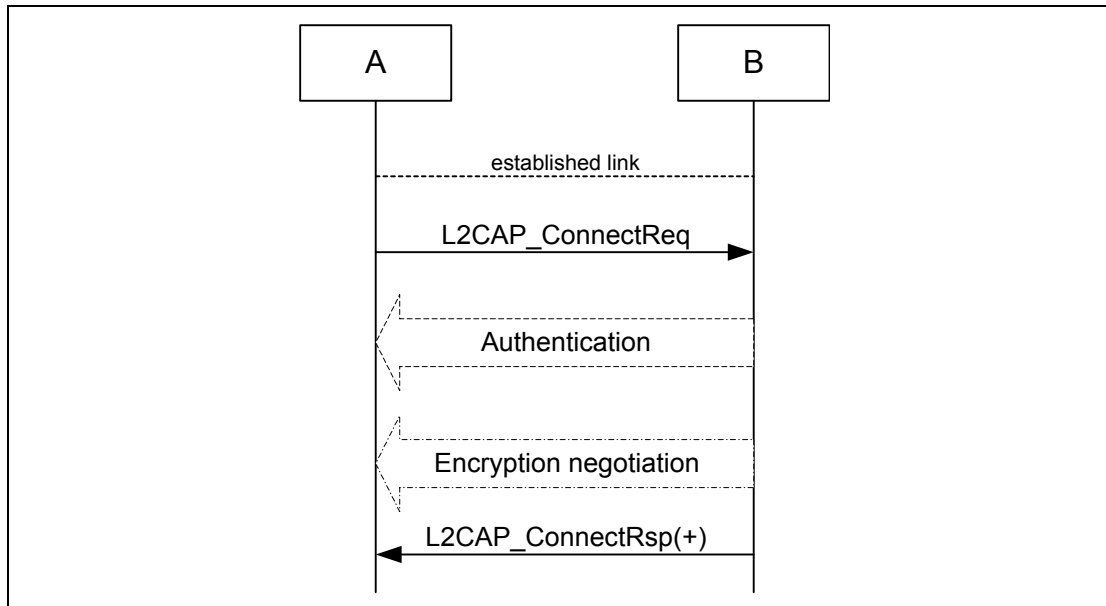 A
B
established link
L2CAP_ConnectReq
Authentication
Encryption negotiation
L2CAP_ConnectRsp(+)